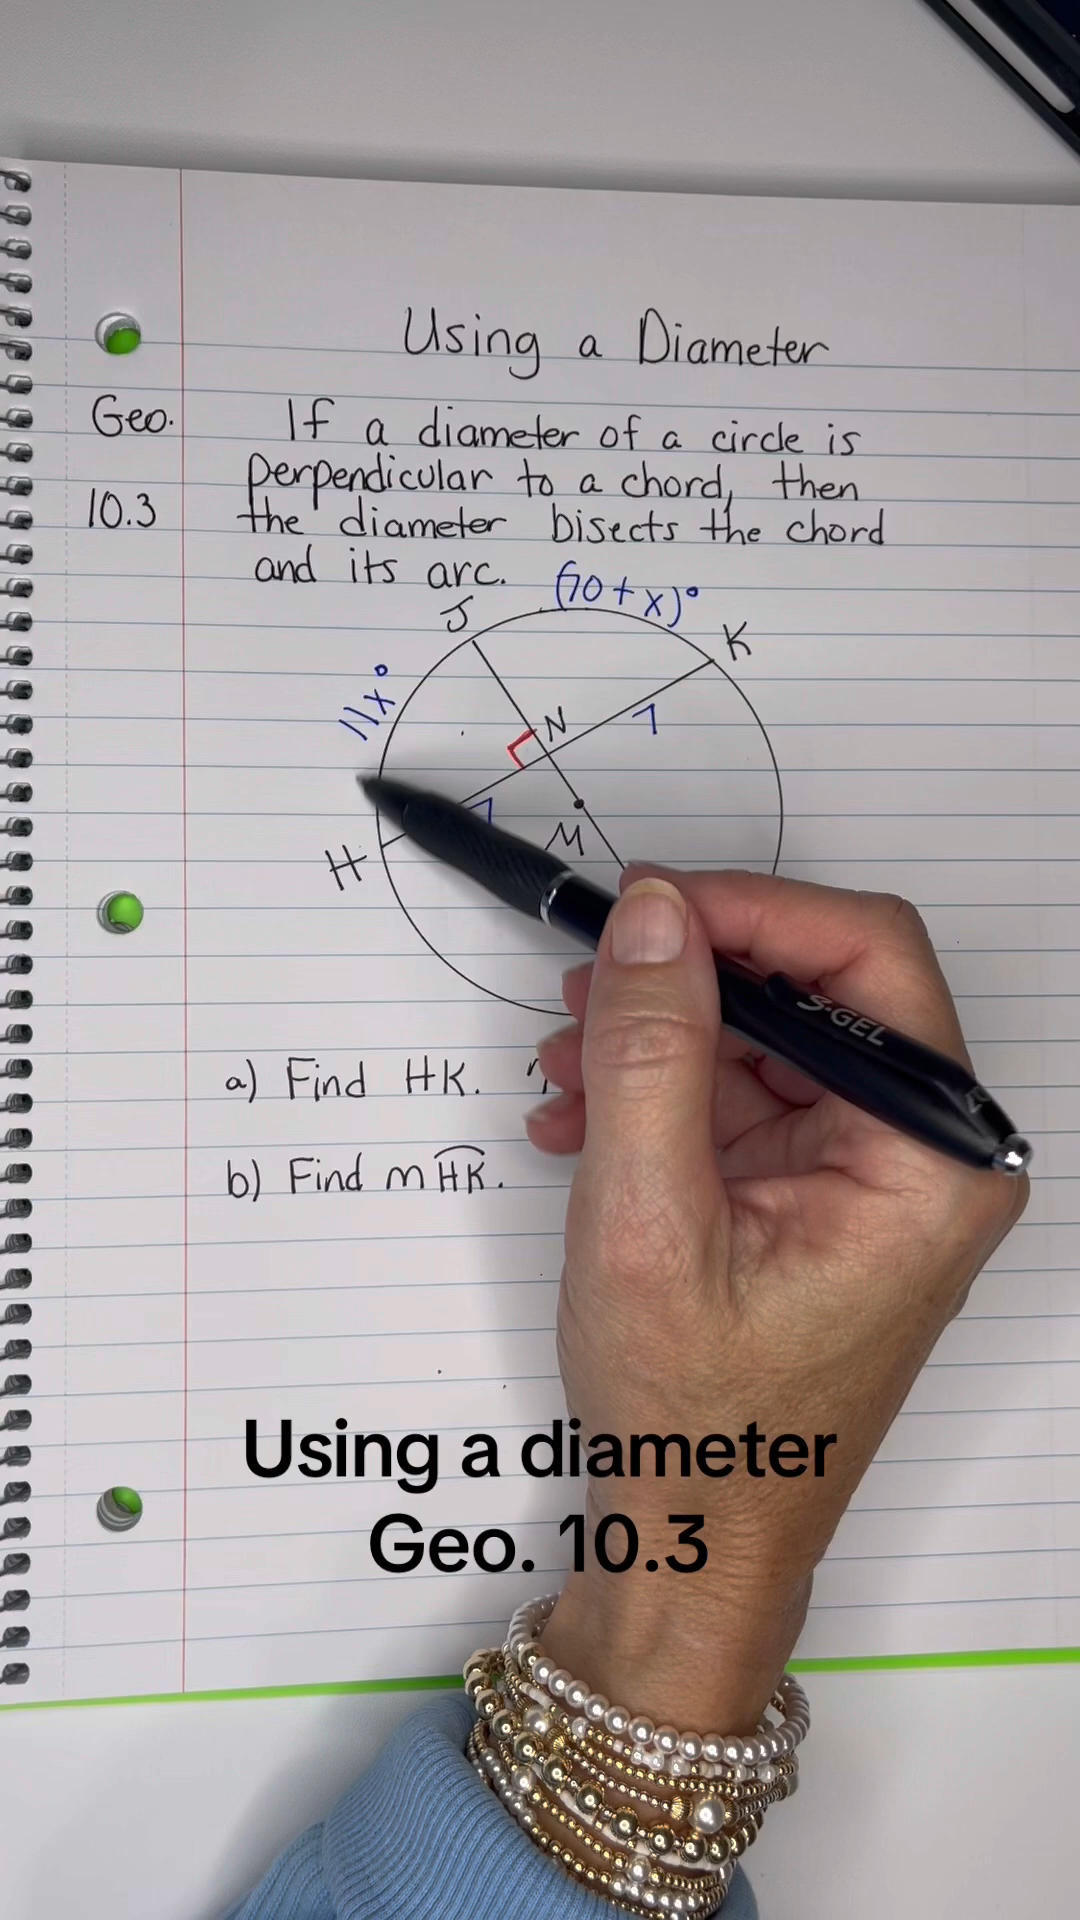 Using a Diameter
Geo. If a diameter of a circle is
perpendicular to a chord, then
10.3 the diameter bisects the chord
and its arc.
(70 + x)°
J
K
11x°
N
7
7
M
H
a) Find HK.
b) Find mHK.
S·GEL
Using a diameter
Geo. 10.3